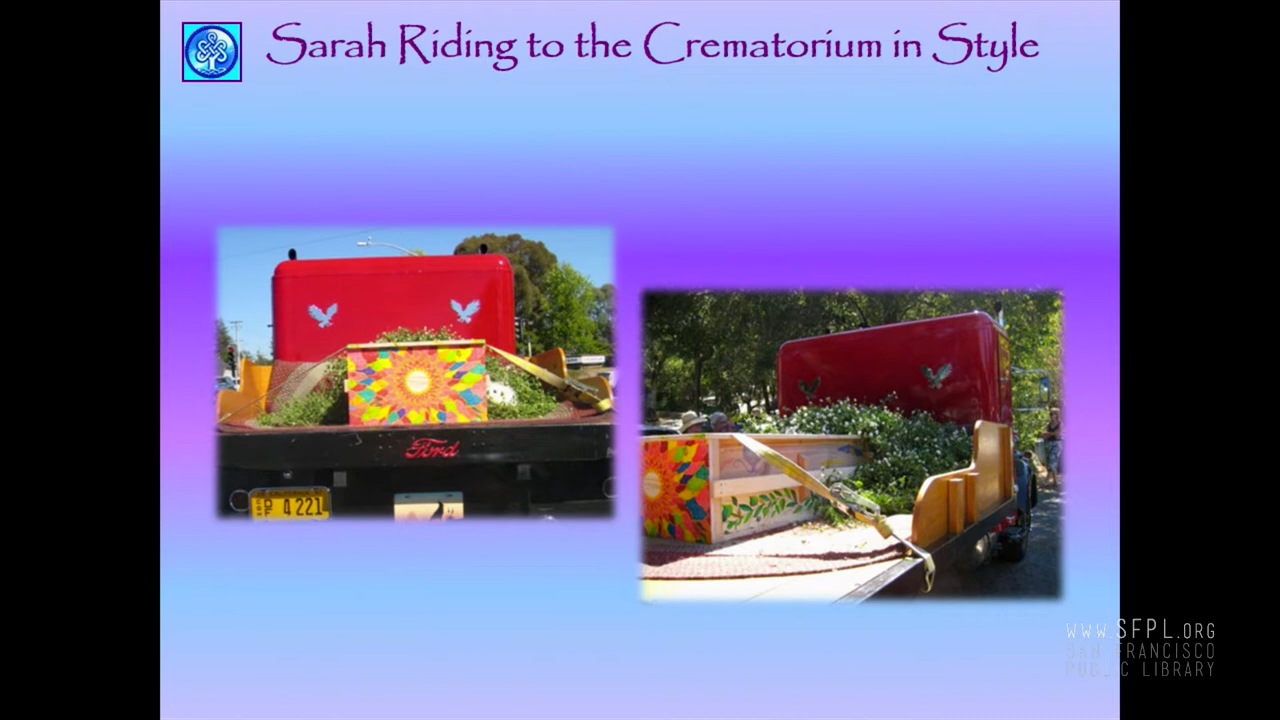 Sarah Riding to the Crematorium in Style
Ford
4221
www.SFPL.org
San Francisco
Public Library